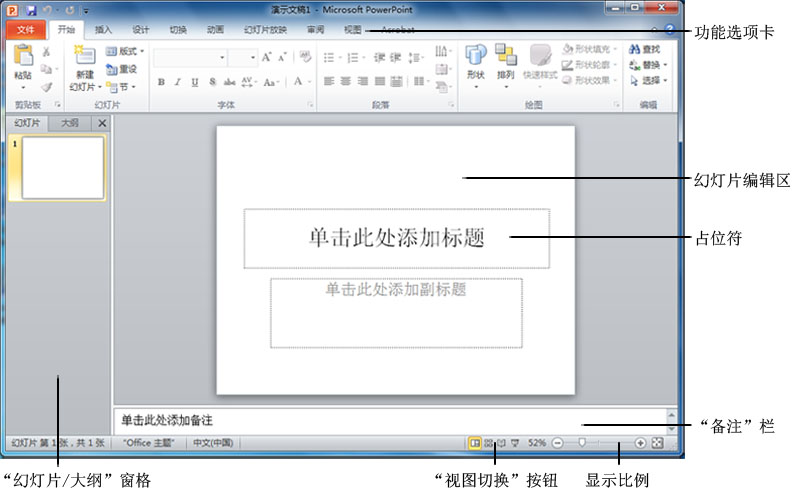 演示文稿1 - Microsoft PowerPoint
文件 开始 插入 设计 切换 动画 幻灯片放映 审阅 视图 Acrobat
功能选项卡
粘贴 新建 幻灯片 版式 重设 节 形状 排列 快速样式 形状填充 形状轮廓 形状效果 查找 替换 选择
B I U S abc AV Aa A
剪贴板 幻灯片 字体 段落 绘图 编辑
幻灯片 大纲
1
幻灯片编辑区
单击此处添加标题
占位符
单击此处添加副标题
单击此处添加备注
“备注”栏
幻灯片 第 1 张，共 1 张 "Office 主题" 中文(中国) 52%
“幻灯片/大纲”窗格 “视图切换”按钮 显示比例